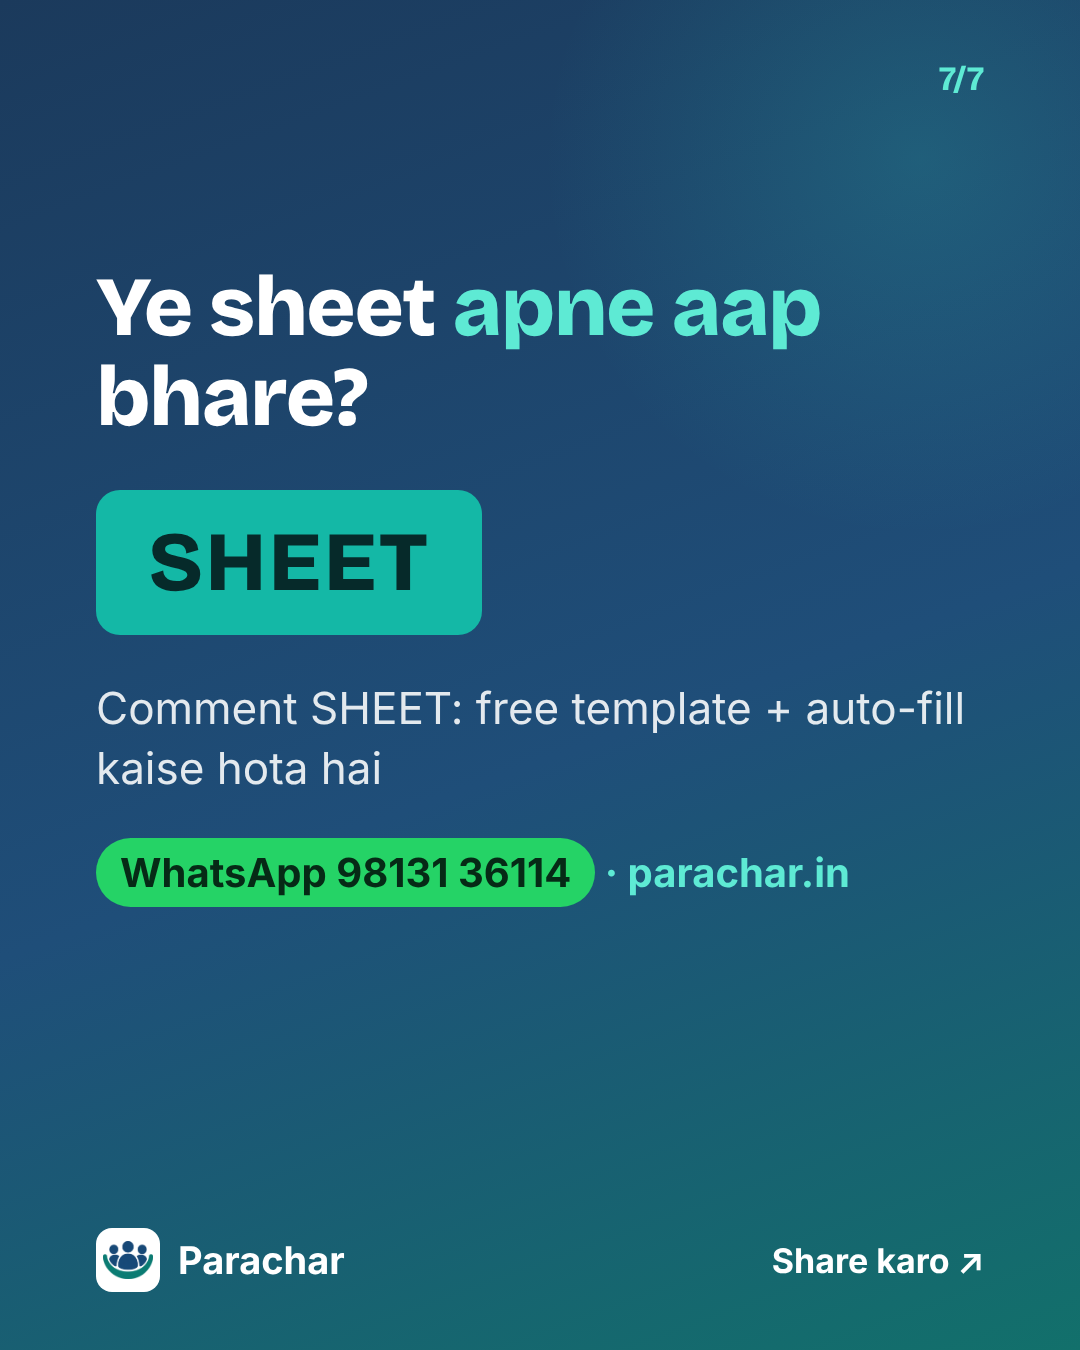 7/7
Ye sheet apne aap
bhare?
SHEET
Comment SHEET: free template + auto-fill
kaise hota hai
WhatsApp 98131 36114 · parachar.in
Parachar
Share karo ↗